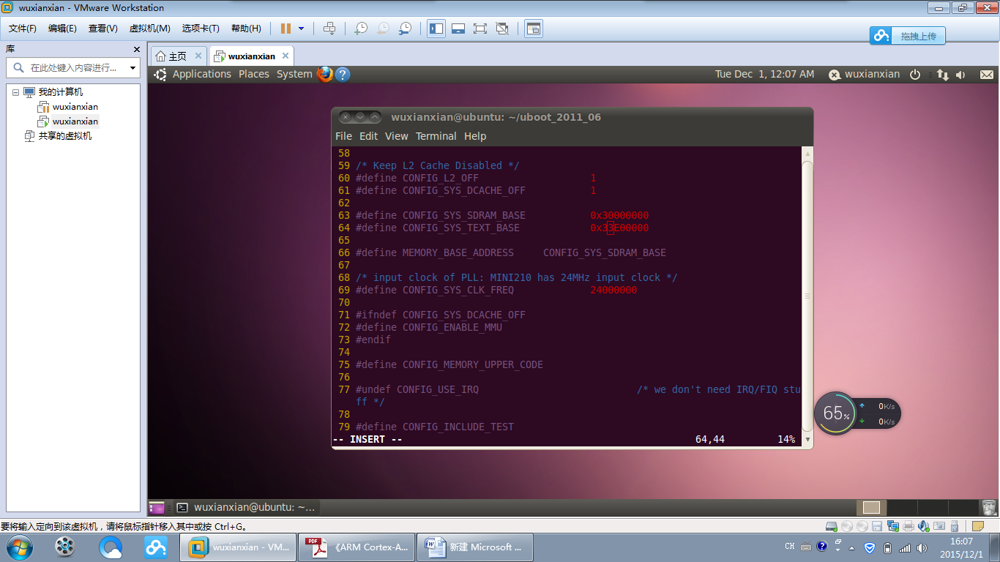 wuxianxian - VMware Workstation
文件(F) 编辑(E) 查看(V) 虚拟机(M) 选项卡(T) 帮助(H)
拖拽上传
库
在此处键入内容进行...
我的计算机
wuxianxian
wuxianxian
共享的虚拟机
主页
wuxianxian
Applications Places System
Tue Dec 1, 12:07 AM
wuxianxian
wuxianxian@ubuntu: ~/uboot_2011_06
File Edit View Terminal Help
58
59 /* Keep L2 Cache Disabled */
60 #define CONFIG_L2_OFF 1
61 #define CONFIG_SYS_DCACHE_OFF 1
62
63 #define CONFIG_SYS_SDRAM_BASE 0x30000000
64 #define CONFIG_SYS_TEXT_BASE 0x33E00000
65
66 #define MEMORY_BASE_ADDRESS CONFIG_SYS_SDRAM_BASE
67
68 /* input clock of PLL: MINI210 has 24MHz input clock */
69 #define CONFIG_SYS_CLK_FREQ 24000000
70
71 #ifndef CONFIG_SYS_DCACHE_OFF
72 #define CONFIG_ENABLE_MMU
73 #endif
74
75 #define CONFIG_MEMORY_UPPER_CODE
76
77 #undef CONFIG_USE_IRQ /* we don't need IRQ/FIQ stu
ff */
78
79 #define CONFIG_INCLUDE_TEST
-- INSERT -- 64,44 14%
65%
0K/s
0K/s
wuxianxian@ubuntu: ~...
要将输入定向到该虚拟机，请将鼠标指针移入其中或按 Ctrl+G。
wuxianxian - VM...
PDF
《ARM Cortex-A...
新建 Microsoft ...
CH
16:07
2015/12/1